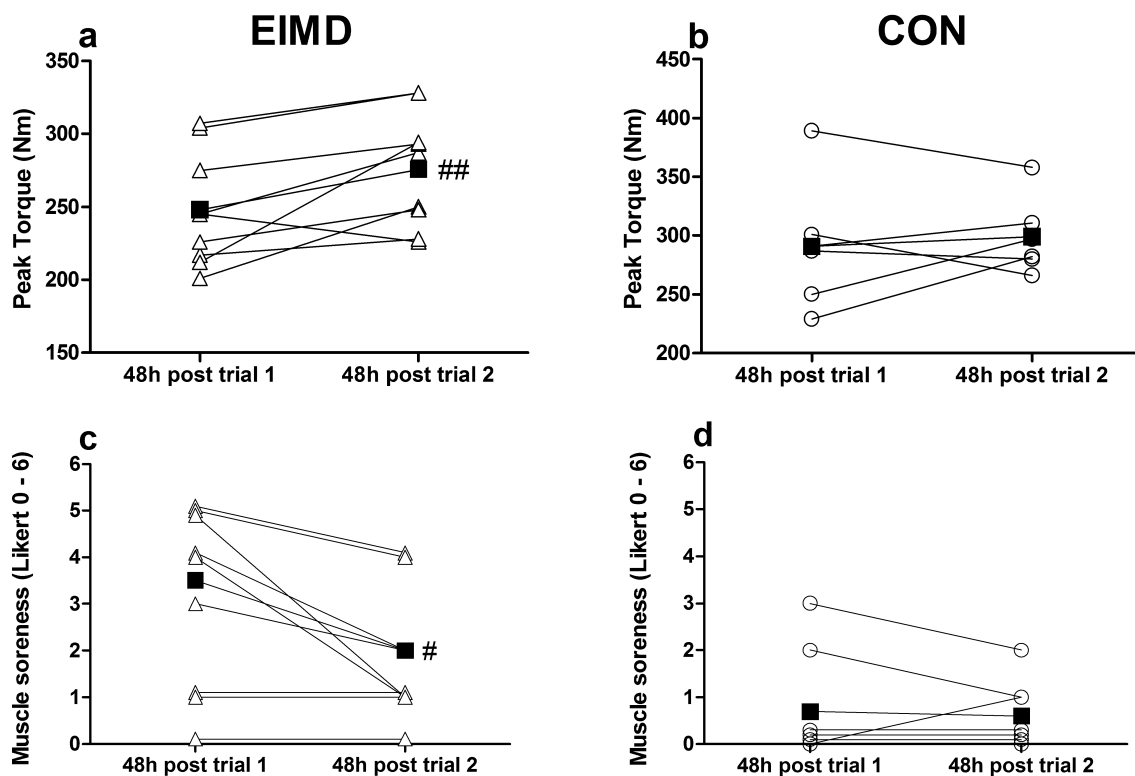 EIMD
CON
a
b
Peak Torque (Nm)
350
300
250
200
150
##
48h post trial 1
48h post trial 2
Peak Torque (Nm)
450
400
350
300
250
200
48h post trial 1
48h post trial 2
c
d
Muscle soreness (Likert 0 - 6)
6
5
4
3
2
1
0
#
48h post trial 1
48h post trial 2
Muscle soreness (Likert 0 - 6)
6
5
4
3
2
1
0
48h post trial 1
48h post trial 2